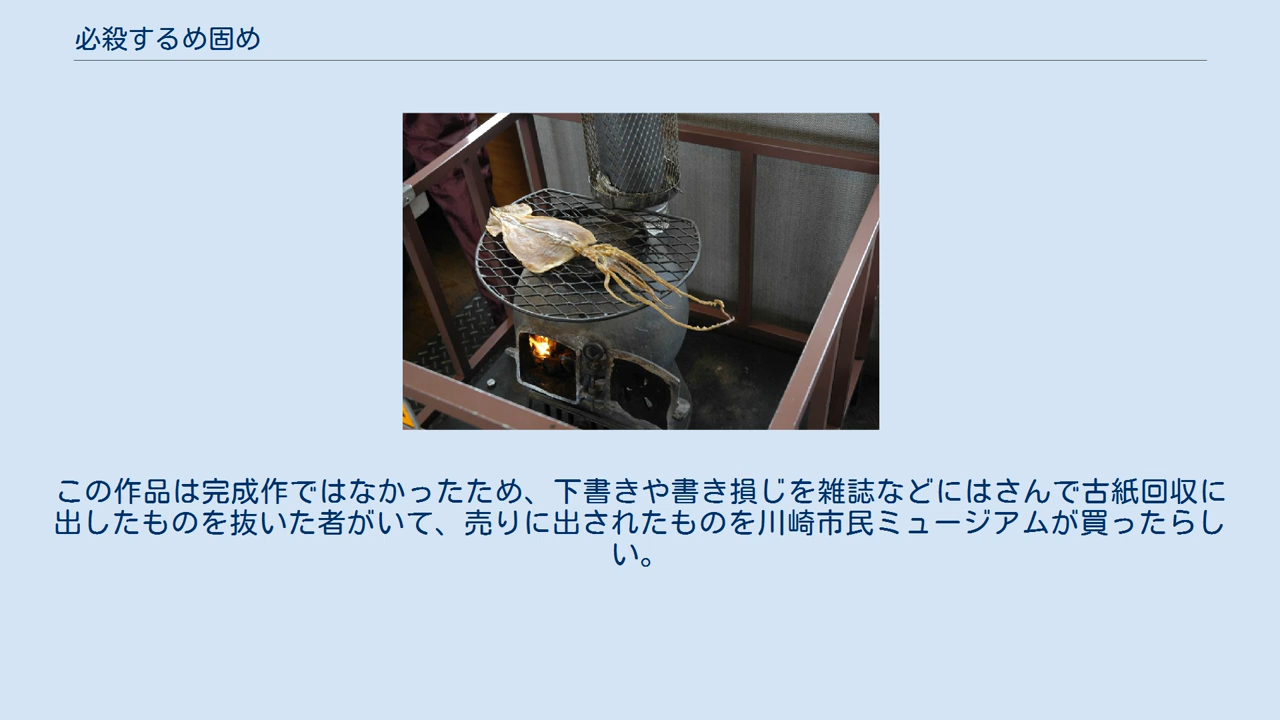 必殺するめ固め
この作品は完成作ではなかったため、下書きや書き損じを雑誌などにはさんで古紙回収に
出したものを抜いた者がいて、売りに出されたものを川崎市民ミュージアムが買ったらし
い。